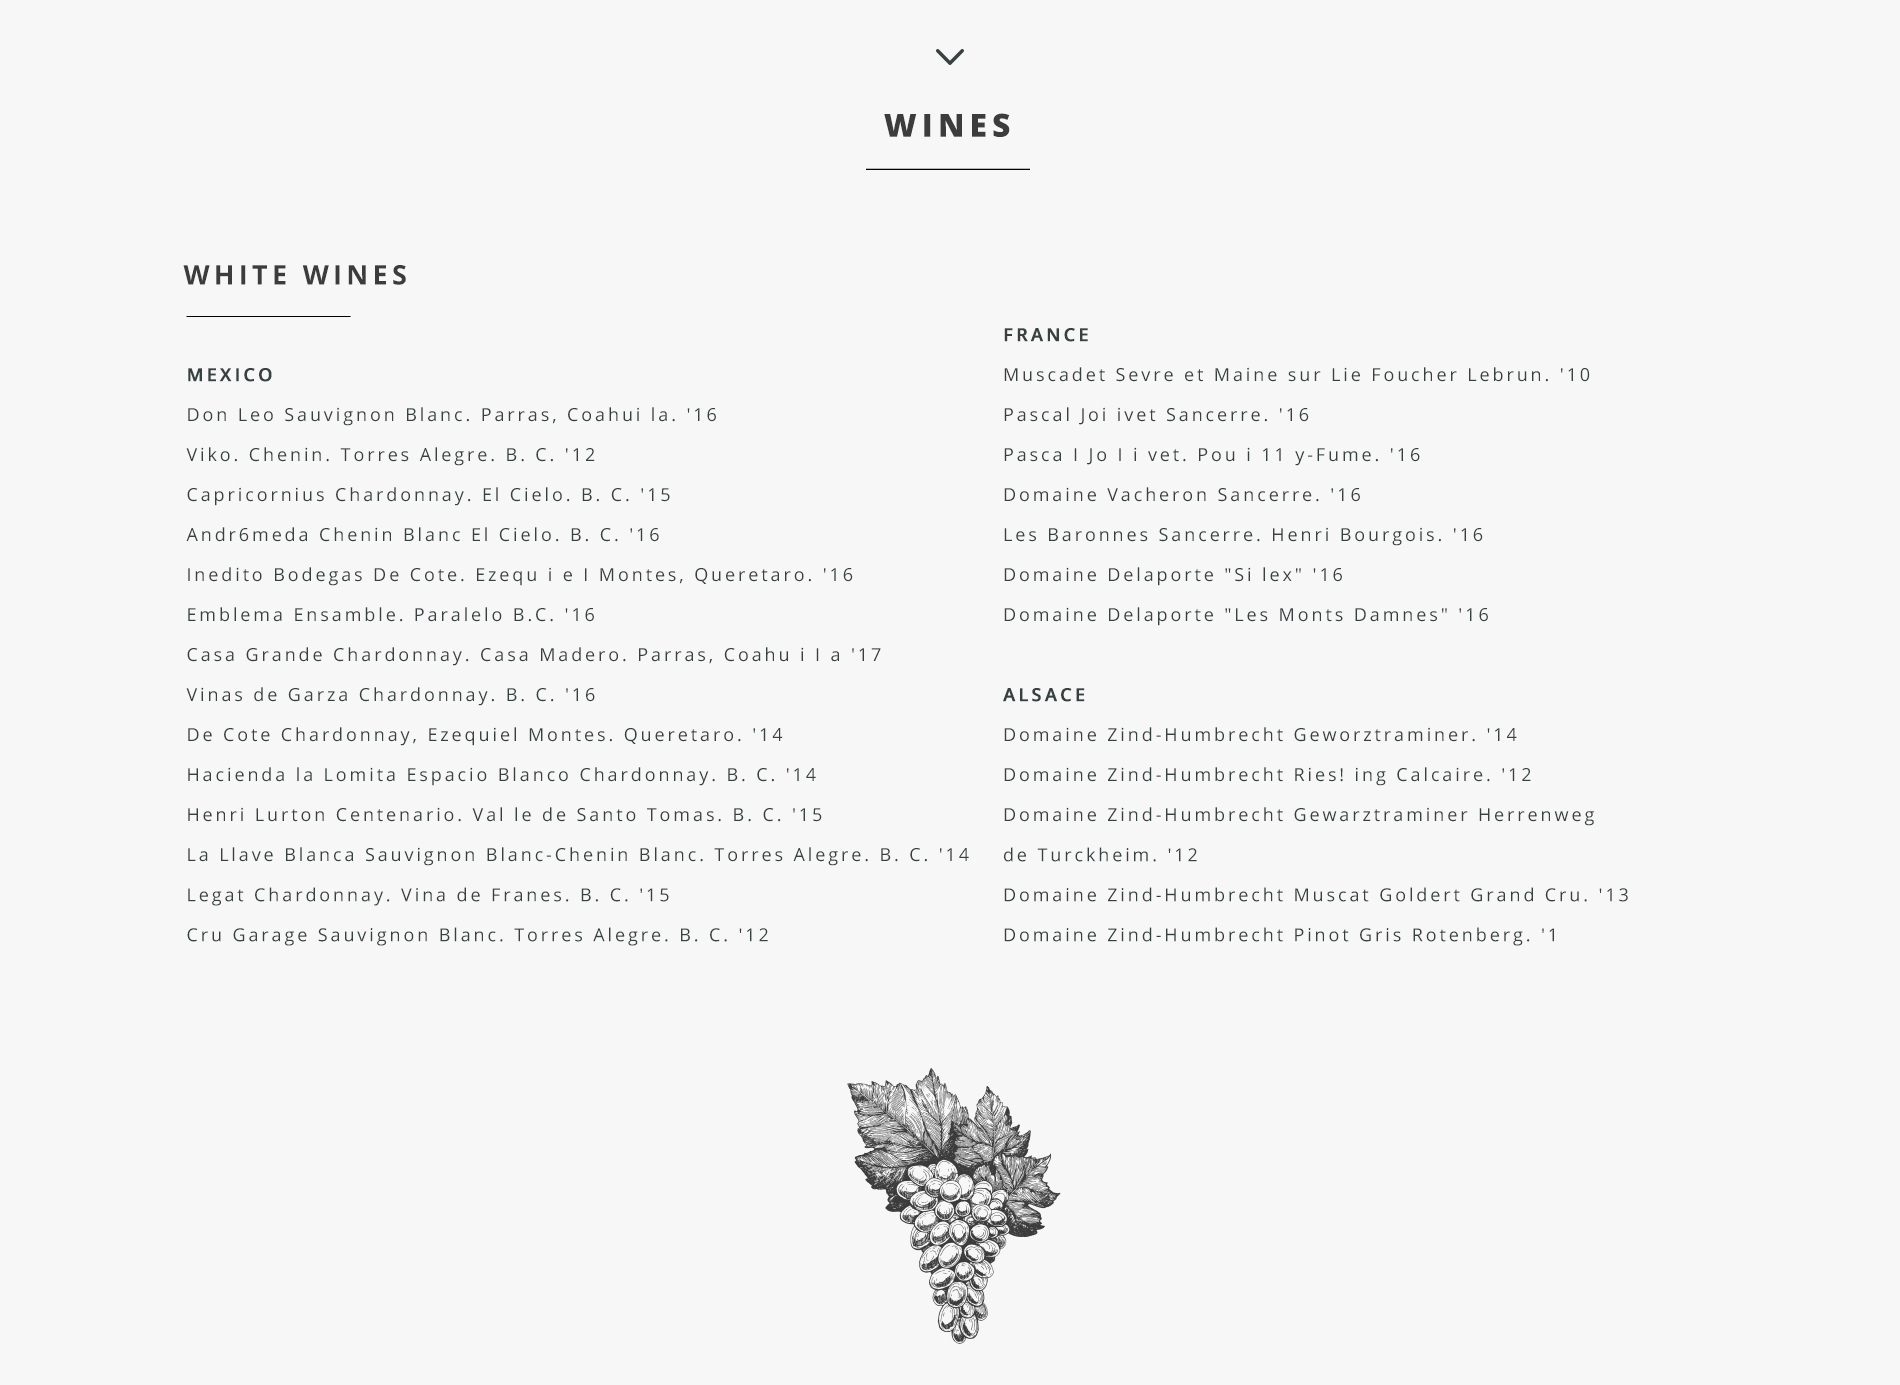 WINES
WHITE WINES
MEXICO
Don Leo Sauvignon Blanc. Parras, Coahui la. '16
Viko. Chenin. Torres Alegre. B. C. '12
Capricornius Chardonnay. El Cielo. B. C. '15
Andr6meda Chenin Blanc El Cielo. B. C. '16
Inedito Bodegas De Cote. Ezequ i e I Montes, Queretaro. '16
Emblema Ensamble. Paralelo B.C. '16
Casa Grande Chardonnay. Casa Madero. Parras, Coahu i I a '17
Vinas de Garza Chardonnay. B. C. '16
De Cote Chardonnay, Ezequiel Montes. Queretaro. '14
Hacienda la Lomita Espacio Blanco Chardonnay. B. C. '14
Henri Lurton Centenario. Val le de Santo Tomas. B. C. '15
La Llave Blanca Sauvignon Blanc-Chenin Blanc. Torres Alegre. B. C. '14
Legat Chardonnay. Vina de Franes. B. C. '15
Cru Garage Sauvignon Blanc. Torres Alegre. B. C. '12
FRANCE
Muscadet Sevre et Maine sur Lie Foucher Lebrun. '10
Pascal Joi ivet Sancerre. '16
Pasca I Jo I i vet. Pou i 11 y-Fume. '16
Domaine Vacheron Sancerre. '16
Les Baronnes Sancerre. Henri Bourgois. '16
Domaine Delaporte "Si lex" '16
Domaine Delaporte "Les Monts Damnes" '16
ALSACE
Domaine Zind-Humbrecht Geworztraminer. '14
Domaine Zind-Humbrecht Ries! ing Calcaire. '12
Domaine Zind-Humbrecht Gewarztraminer Herrenweg
de Turckheim. '12
Domaine Zind-Humbrecht Muscat Goldert Grand Cru. '13
Domaine Zind-Humbrecht Pinot Gris Rotenberg. '1